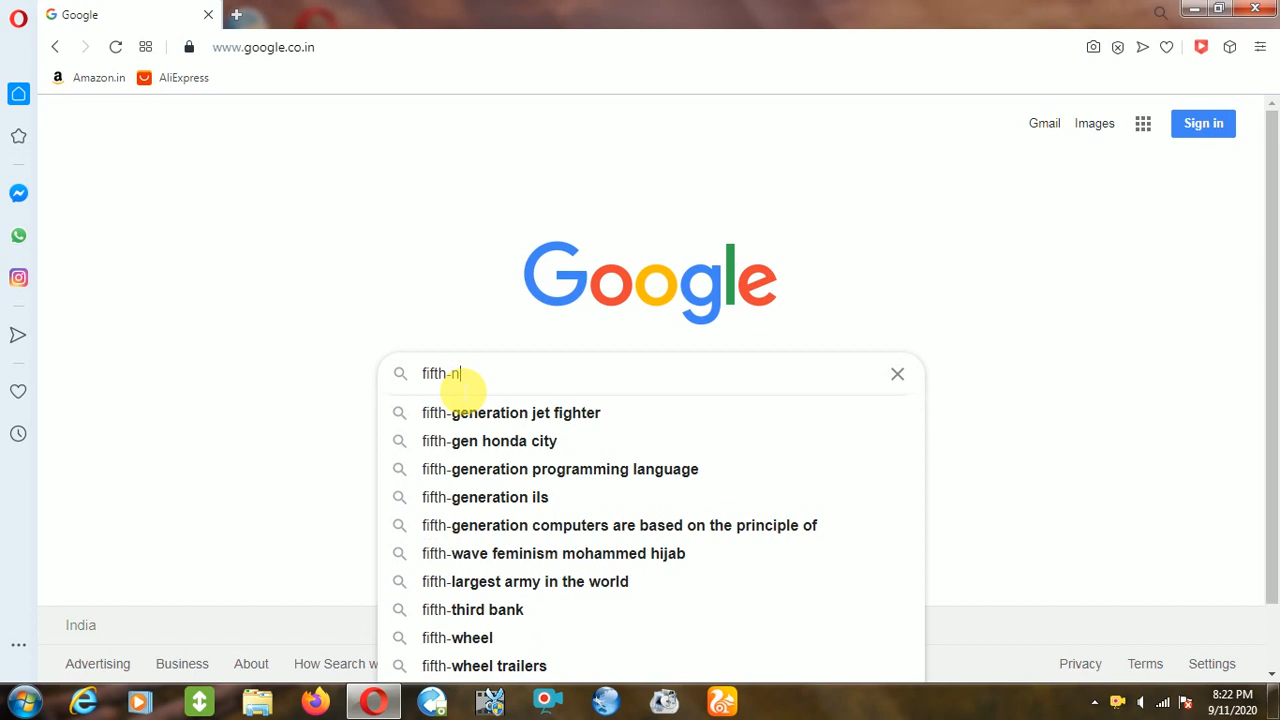 Google
www.google.co.in
Amazon.in
AliExpress
Gmail Images Sign in
Google
fifth-n
fifth-generation jet fighter
fifth-gen honda city
fifth-generation programming language
fifth-generation ils
fifth-generation computers are based on the principle of
fifth-wave feminism mohammed hijab
fifth-largest army in the world
fifth-third bank
fifth-wheel
fifth-wheel trailers
India
Advertising Business About How Search w Privacy Terms Settings
8:22 PM
9/11/2020